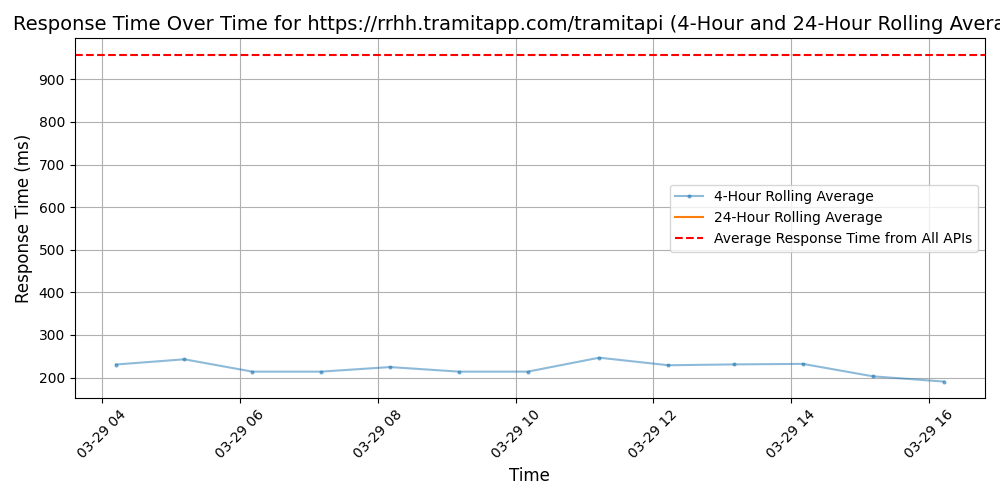 Response Time Over Time for https://rrhh.tramitapp.com/tramitapi (4-Hour and 24-Hour Rolling Avera
900
800
700
600
500
400
300
200
Response Time (ms)
4-Hour Rolling Average
24-Hour Rolling Average
Average Response Time from All APIs
03-29 04
03-29 06
03-29 08
03-29 10
03-29 12
03-29 14
03-29 16
Time